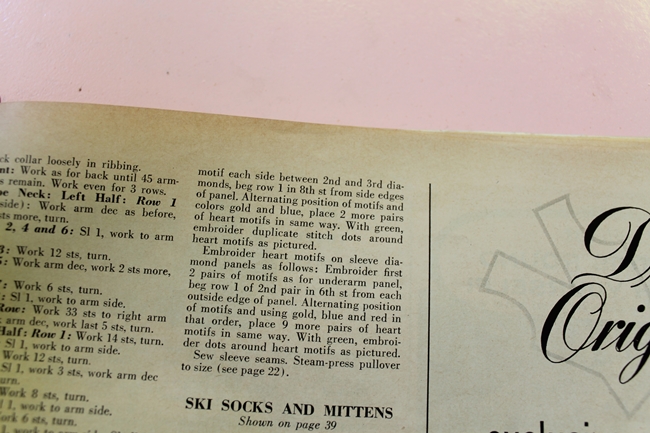 ck collar loosely in ribbing.
nt: Work as for back until 45 arm-
s remain. Work even for 3 rows.
e Neck: Left Half: Row 1
side): Work arm dec as before,
sts more, turn.
2, 4 and 6: Sl 1, work to arm
3: Work 12 sts, turn.
5: Work arm dec, work 2 sts more,
7: Work 6 sts, turn.
: Sl 1, work to arm side.
Row: Work 33 sts to right arm
arm dec, work last 5 sts, turn.
Half: Row 1: Work 14 sts, turn.
Sl 1, work to arm side.
Work 12 sts, turn.
Sl 1, work 3 sts, work arm dec
urn.
Work 8 sts, turn.
l 1, work to arm side.
k 6 sts, turn.
motif each side between 2nd and 3rd dia-
monds, beg row 1 in 8th st from side edges
of panel. Alternating position of motifs and
colors gold and blue, place 2 more pairs
of heart motifs in same way. With green,
embroider duplicate stitch dots around
heart motifs as pictured.
Embroider heart motifs on sleeve dia-
mond panels as follows: Embroider first
2 pairs of motifs as for underarm panel,
beg row 1 of 2nd pair in 6th st from each
outside edge of panel. Alternating position
of motifs and using gold, blue and red in
that order, place 9 more pairs of heart
motifs in same way. With green, embroi-
der dots around heart motifs as pictured.
Sew sleeve seams. Steam-press pullover
to size (see page 22).
SKI SOCKS AND MITTENS
Shown on page 39
Orig